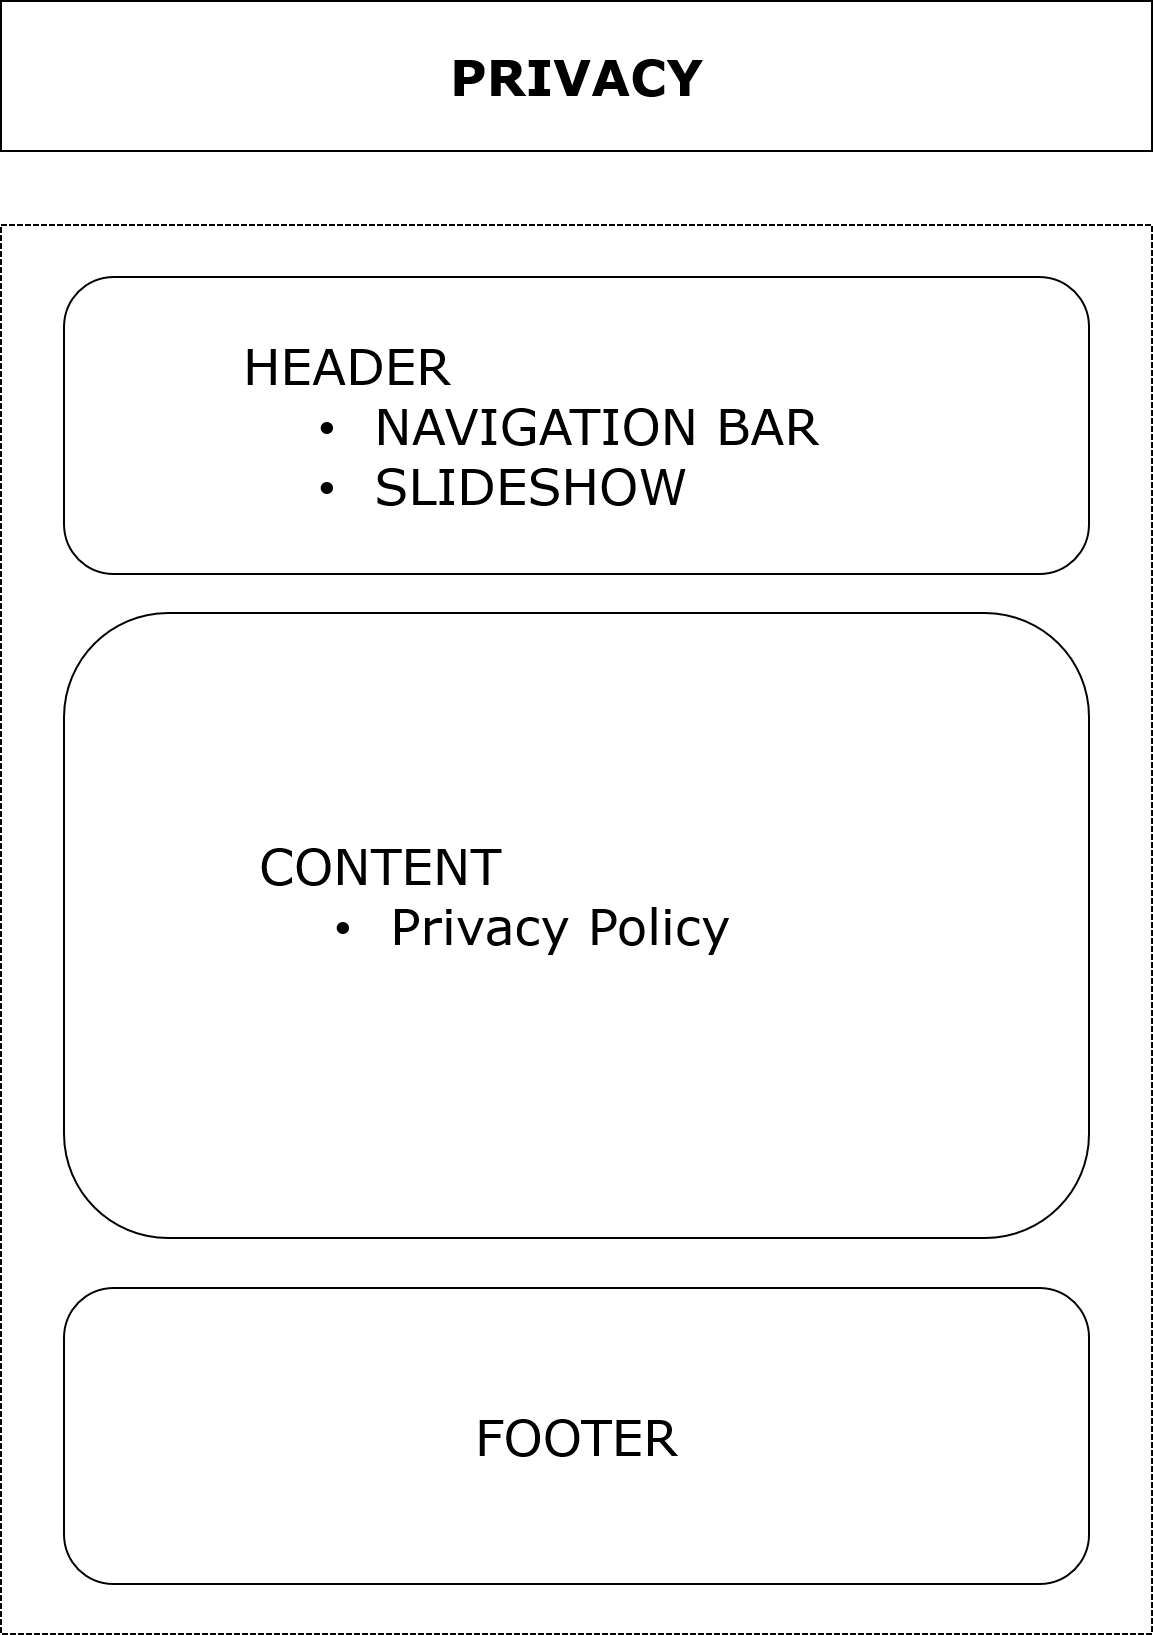 PRIVACY
HEADER
• NAVIGATION BAR
• SLIDESHOW
CONTENT
• Privacy Policy
FOOTER